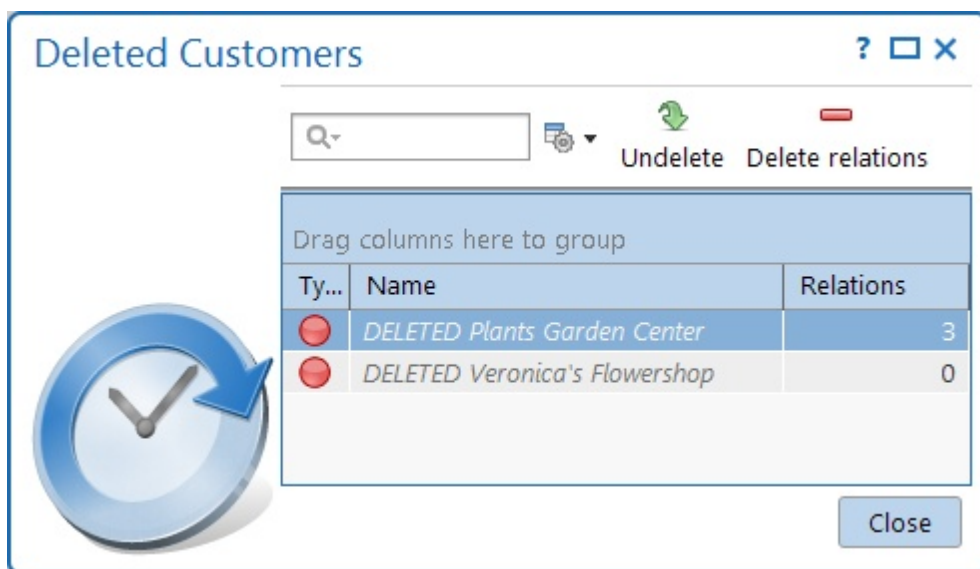 Deleted Customers
?
Undelete Delete relations
Drag columns here to group
Ty... Name Relations
DELETED Plants Garden Center 3
DELETED Veronica's Flowershop 0
Close